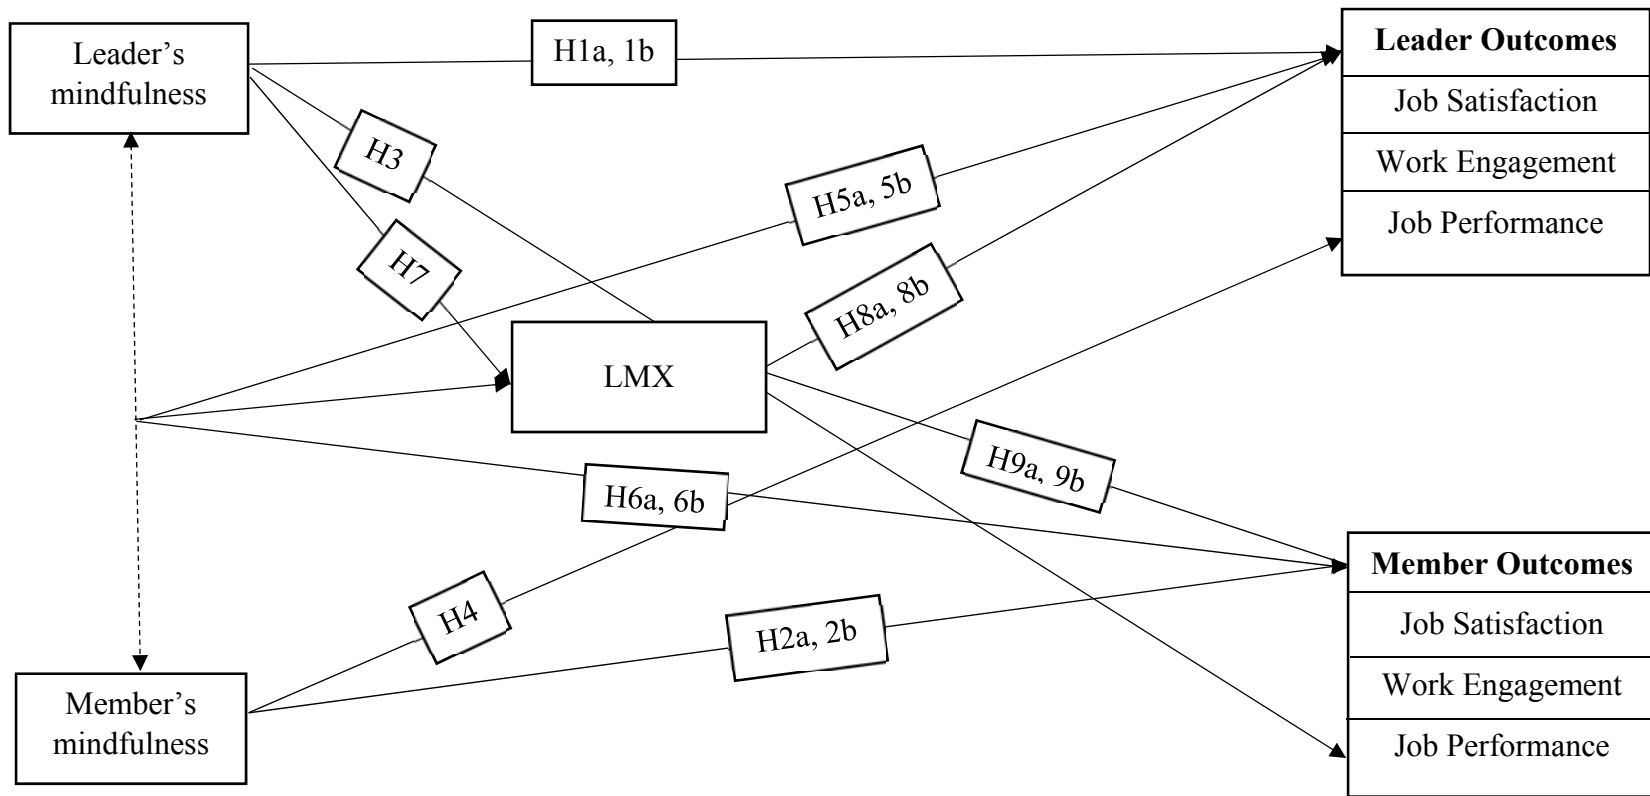 Leader’s
mindfulness
H1a, 1b
Leader Outcomes
Job Satisfaction
Work Engagement
Job Performance
H3
H5a, 5b
H7
H8a, 8b
LMX
H9a, 9b
H6a, 6b
H4
H2a, 2b
Member’s
mindfulness
Member Outcomes
Job Satisfaction
Work Engagement
Job Performance